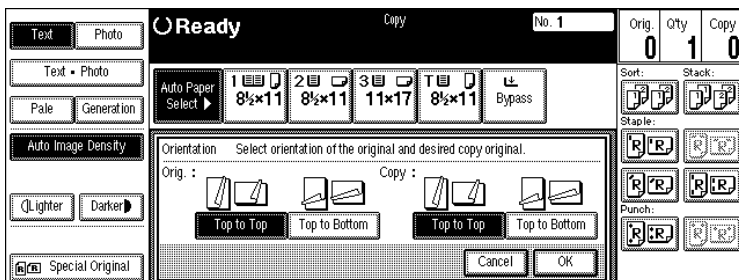 Text Photo
Text • Photo
Pale Generation
Auto Image Density
Lighter Darker
Special Original
Ready Copy No. 1
Auto Paper Select ▶
1 8½×11
2 8½×11
3 11×17
T 8½×11
Bypass
Orientation Select orientation of the original and desired copy original.
Orig. : Copy :
Top to Top Top to Bottom Top to Top Top to Bottom
Cancel OK
Orig. Q'ty Copy
0 1 0
Sort: Stack:
Staple:
Punch: